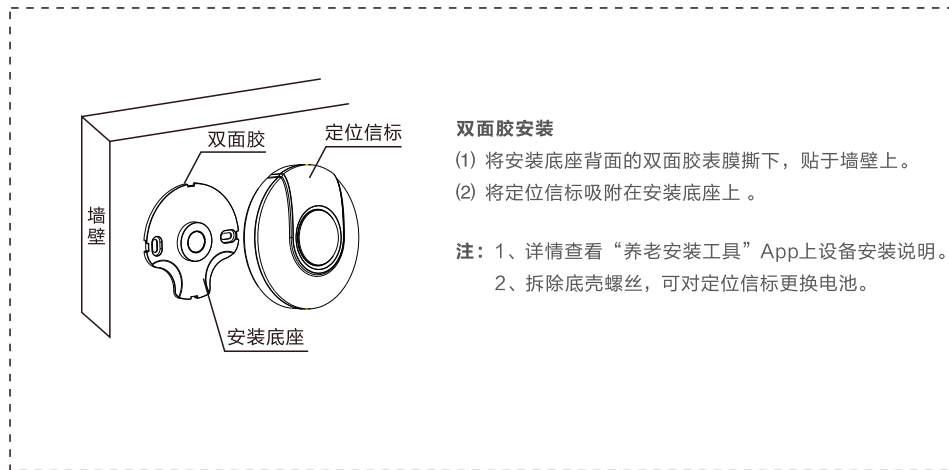 双面胶
定位信标
墙壁
安装底座
双面胶安装
⑴ 将安装底座背面的双面胶表膜撕下，贴于墙壁上。
⑵ 将定位信标吸附在安装底座上 。
注：1、详情查看“养老安装工具”App上设备安装说明。
2、拆除底壳螺丝，可对定位信标更换电池。